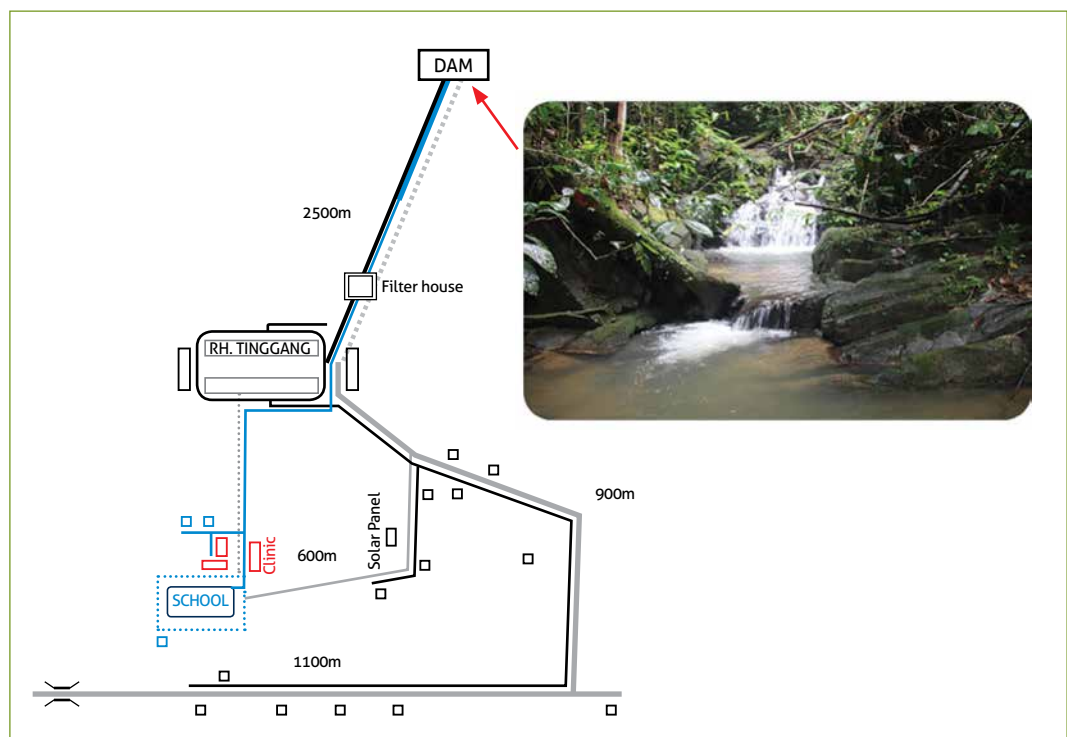 DAM
2500m
Filter house
RH. TINGGANG
900m
Solar Panel
600m
Clinic
SCHOOL
1100m